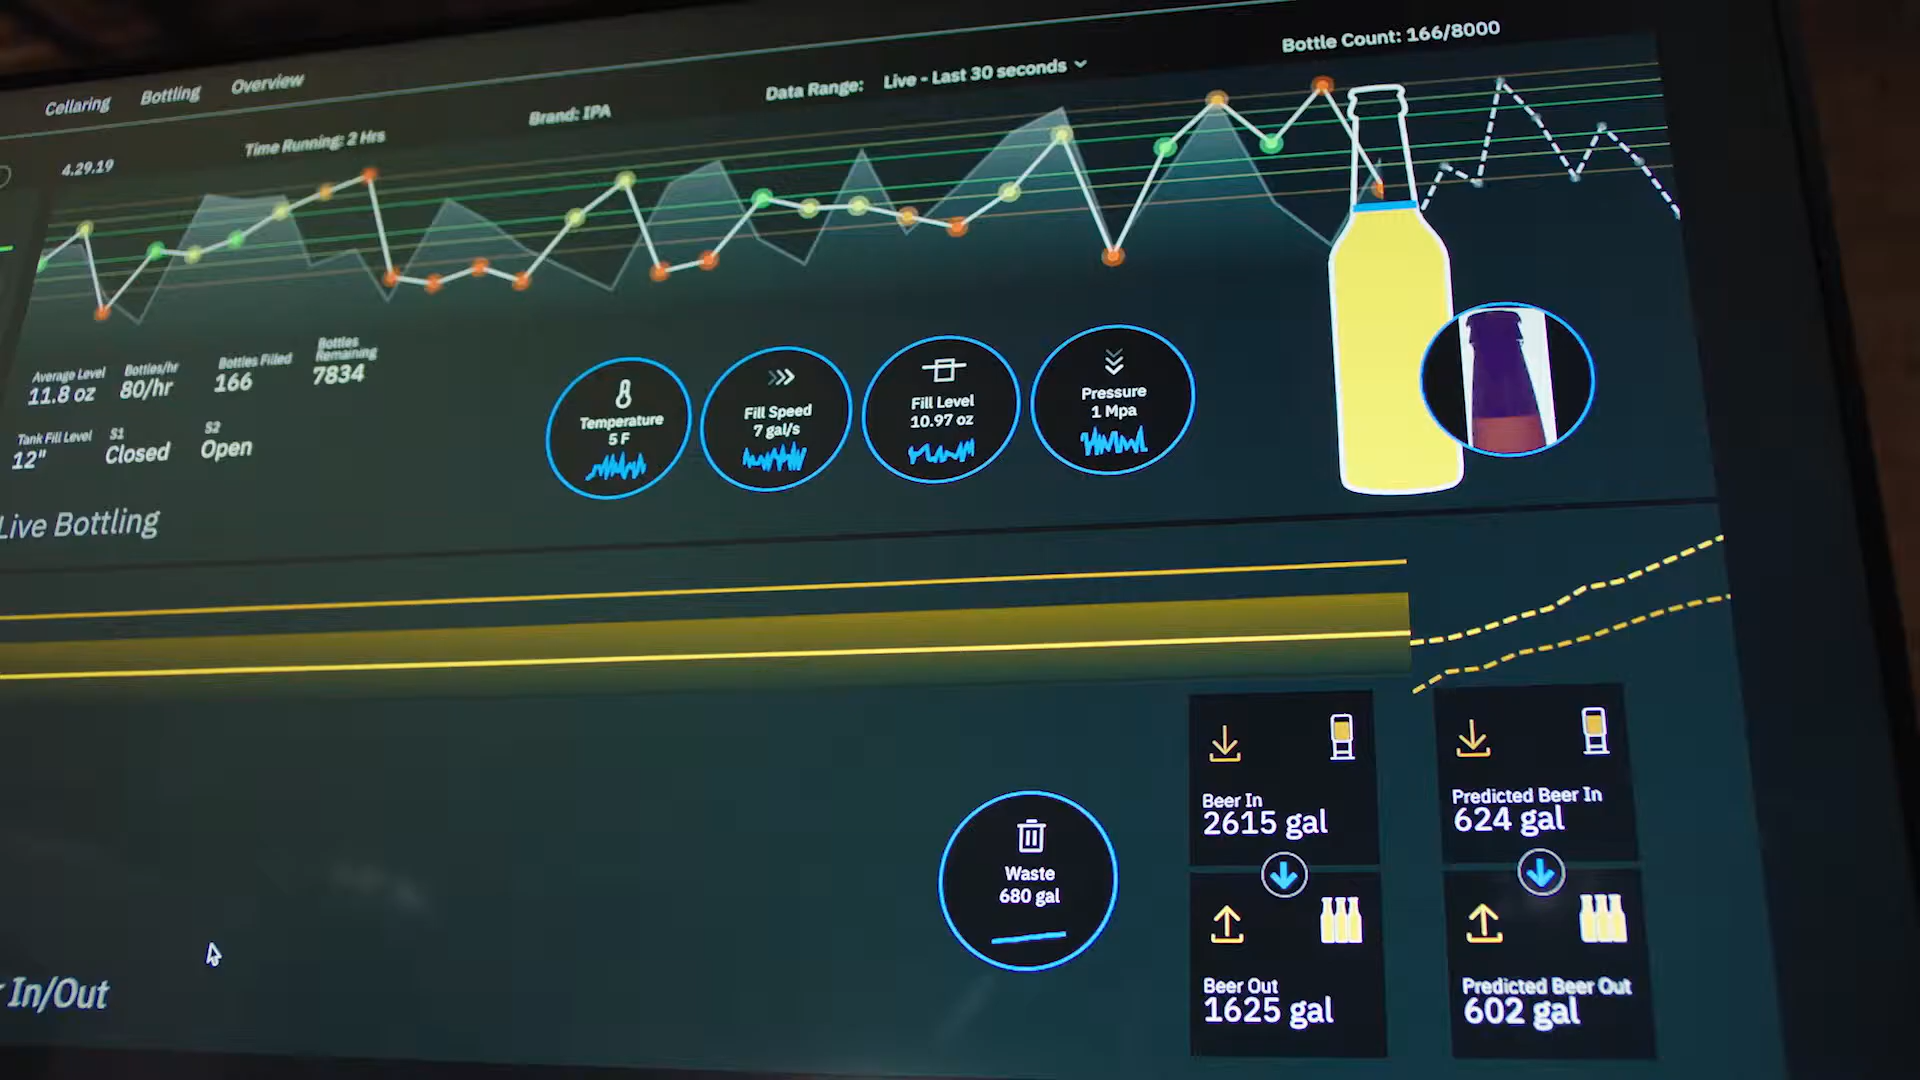 Cellaring
Bottling
Overview
Data Range: Live - Last 30 seconds
Bottle Count: 166/8000
4.29.19
Time Running: 2 Hrs
Brand: IPA
Average Level
11.8 oz
Bottles/hr
80/hr
Bottles Filled
166
Bottles
Remaining
7834
Tank Fill Level
12"
S1
Closed
S2
Open
Temperature
5 F
Fill Speed
7 gal/s
Fill Level
10.97 oz
Pressure
1 Mpa
Live Bottling
Waste
680 gal
Beer In
2615 gal
Predicted Beer In
624 gal
Beer Out
1625 gal
Predicted Beer Out
602 gal
In/Out